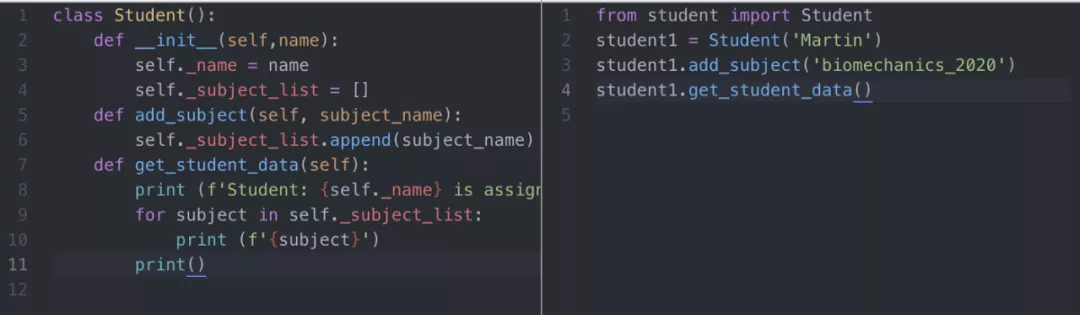 1 class Student():
2 def __init__(self,name):
3 self._name = name
4 self._subject_list = []
5 def add_subject(self, subject_name):
6 self._subject_list.append(subject_name)
7 def get_student_data(self):
8 print (f'Student: {self._name} is assign
9 for subject in self._subject_list:
10 print (f'{subject}')
11 print()
12
1 from student import Student
2 student1 = Student('Martin')
3 student1.add_subject('biomechanics_2020')
4 student1.get_student_data()
5